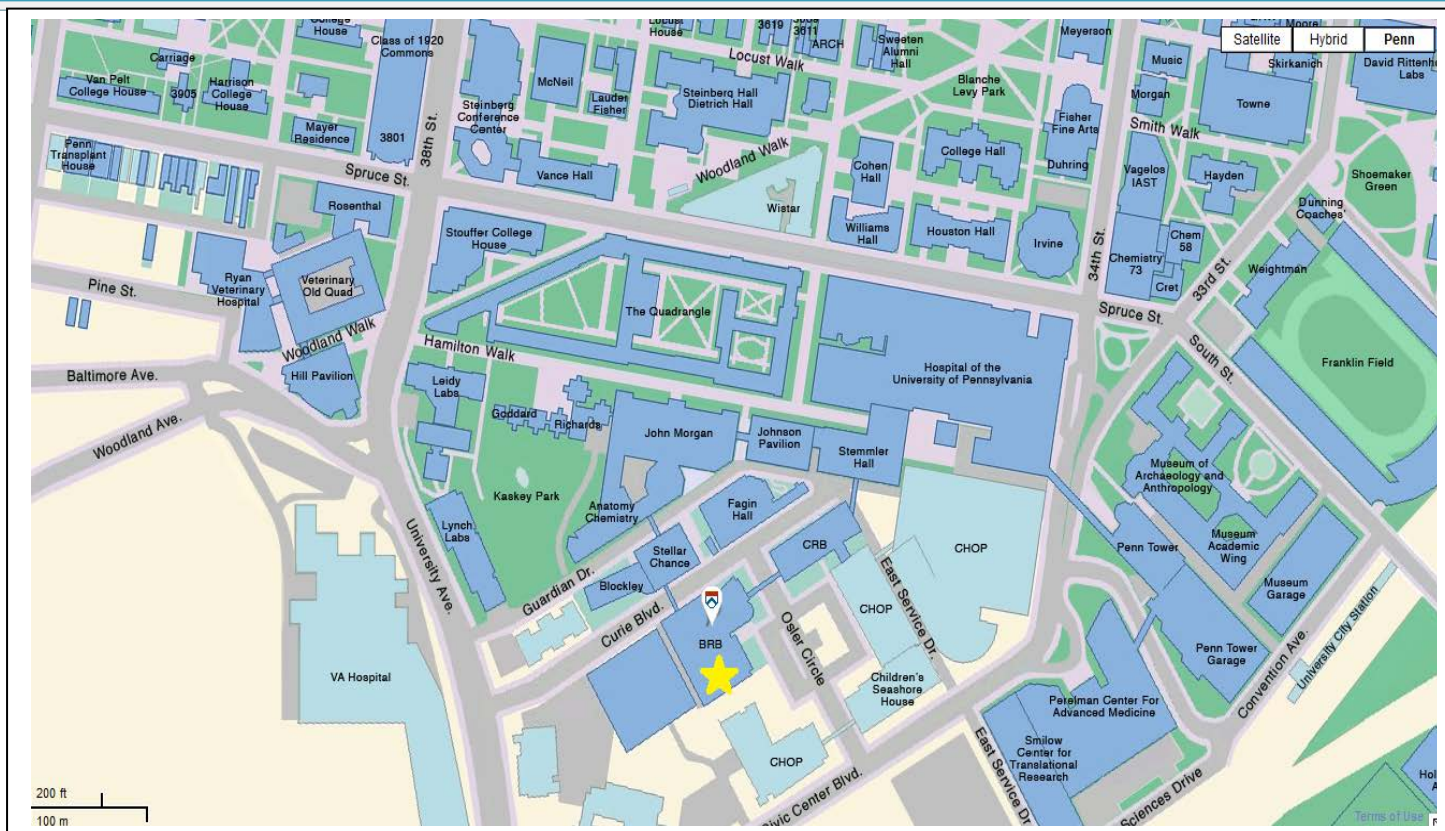 College
House
Class of 1920
Commons
Locust
House
3619
3611
ARCH
Sweeten
Alumni
Hall
Meyerson
Moore
Satellite
Hybrid
Penn
Carriage
Van Pelt
College House
3905
Harrison
College
House
McNeil
Lauder
Fisher
Steinberg Hall
Dietrich Hall
Locust Walk
Blanche
Levy Park
Music
Morgan
Skirkanich
David Rittenh
Labs
Towne
Steinberg
Conference
Center
Mayer
Residence
3801
38th St.
Fisher
Fine Arts
Smith Walk
Penn
Transplant
House
Spruce St.
Vance Hall
Woodland Walk
Cohen
Hall
College Hall
Duhring
Vagelos
IAST
Hayden
Shoemaker
Green
Rosenthal
Wistar
Dunning
Coaches'
Stouffer College
House
Williams
Hall
Houston Hall
Irvine
34th St.
Chem
58
Chemistry
73
Cret
33rd St.
Weightman
Ryan
Veterinary
Hospital
Veterinary
Old Quad
Pine St.
The Quadrangle
Spruce St.
South St.
Woodland Walk
Hamilton Walk
Hospital of the
University of Pennsylvania
Franklin Field
Baltimore Ave.
Hill Pavilion
Leidy
Labs
Woodland Ave.
Goddard
Richards
John Morgan
Johnson
Pavilion
Stemmler
Hall
Museum of
Archaeology and
Anthropology
Kaskey Park
Anatomy
Chemistry
Fagin
Hall
Lynch
Labs
University Ave.
Stellar
Chance
CRB
CHOP
Penn Tower
Museum
Academic
Wing
Museum
Garage
Guardian Dr.
Blockley
Curie Blvd.
CHOP
East Service Dr.
University City Station
BRB
Osler Circle
Penn Tower
Garage
Convention Ave.
VA Hospital
Children's
Seashore
House
Perelman Center For
Advanced Medicine
CHOP
Smilow
Center for
Translational
Research
East Service Dr
Civic Center Blvd.
Sciences Drive
200 ft
100 m
Terms of Use